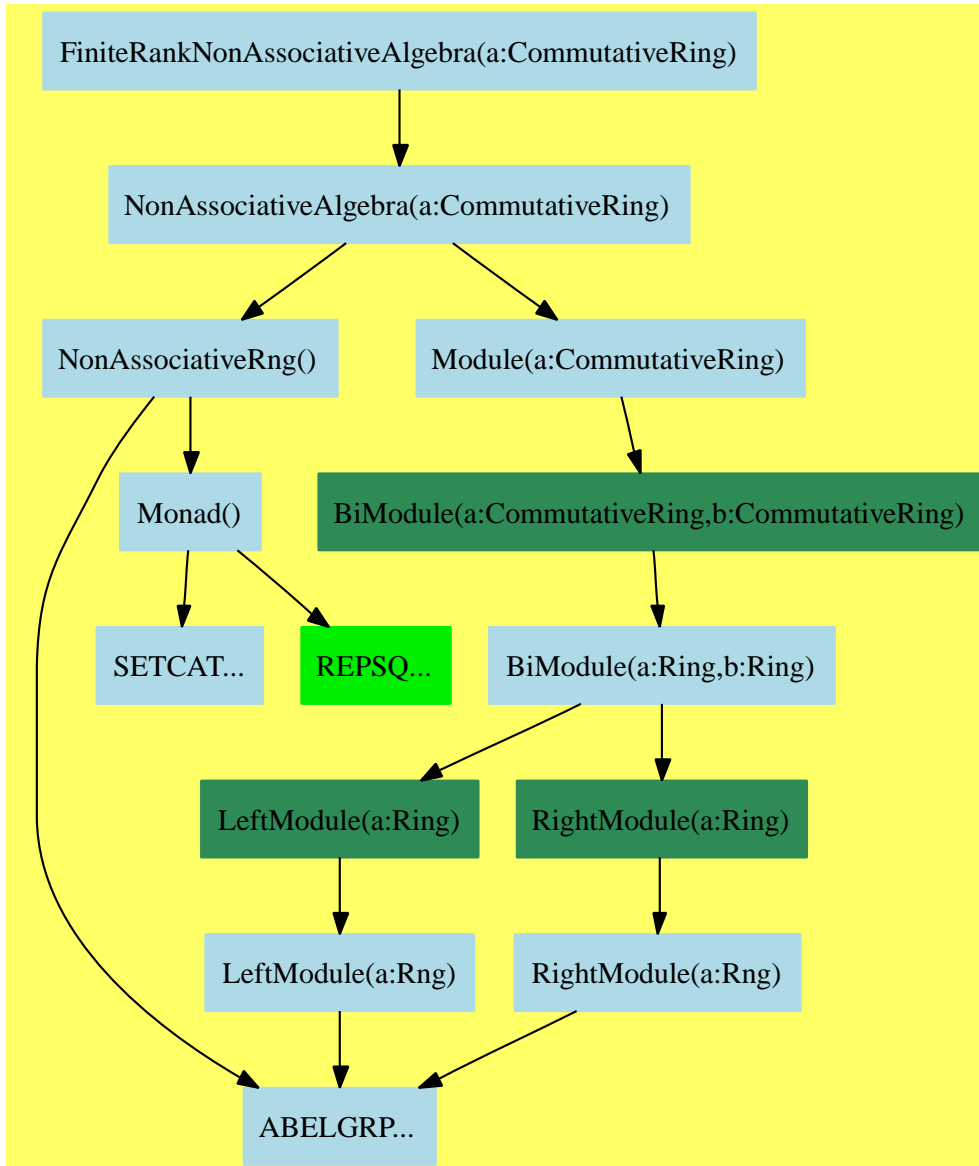 FiniteRankNonAssociativeAlgebra(a:CommutativeRing)
NonAssociativeAlgebra(a:CommutativeRing)
NonAssociativeRng()
Module(a:CommutativeRing)
Monad()
BiModule(a:CommutativeRing,b:CommutativeRing)
SETCAT...
REPSQ...
BiModule(a:Ring,b:Ring)
LeftModule(a:Ring)
RightModule(a:Ring)
LeftModule(a:Rng)
RightModule(a:Rng)
ABELGRP...